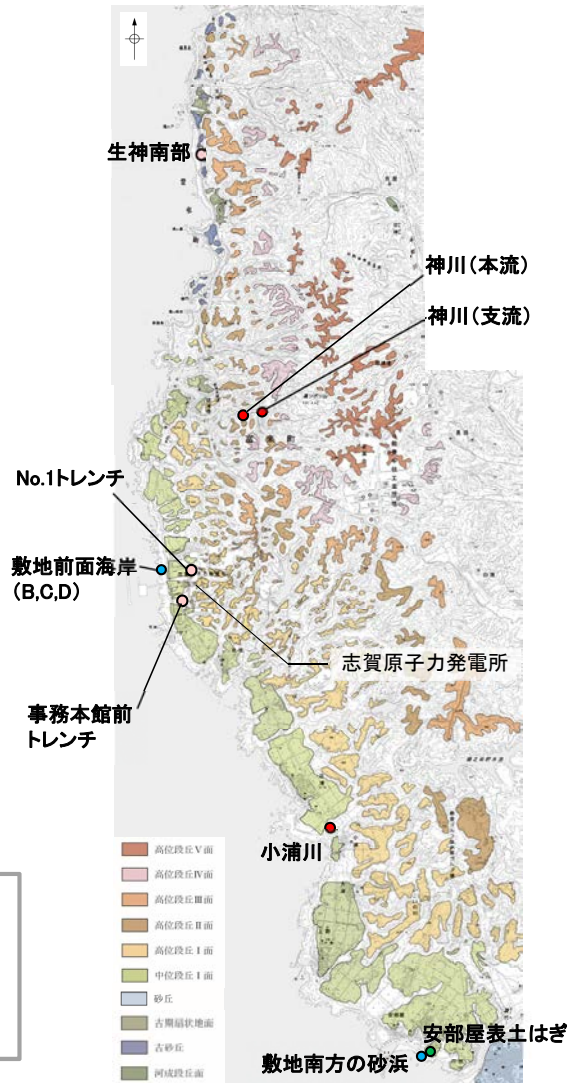 生神南部
神川(本流)
神川(支流)
No.1トレンチ
敷地前面海岸
(B,C,D)
志賀原子力発電所
事務本館前
トレンチ
小浦川
高位段丘Ⅴ面
高位段丘Ⅳ面
高位段丘Ⅲ面
高位段丘Ⅱ面
高位段丘Ⅰ面
中位段丘Ⅰ面
砂丘
古期扇状地面
古砂丘
河成段丘面
安部屋表土はぎ
敷地南方の砂浜